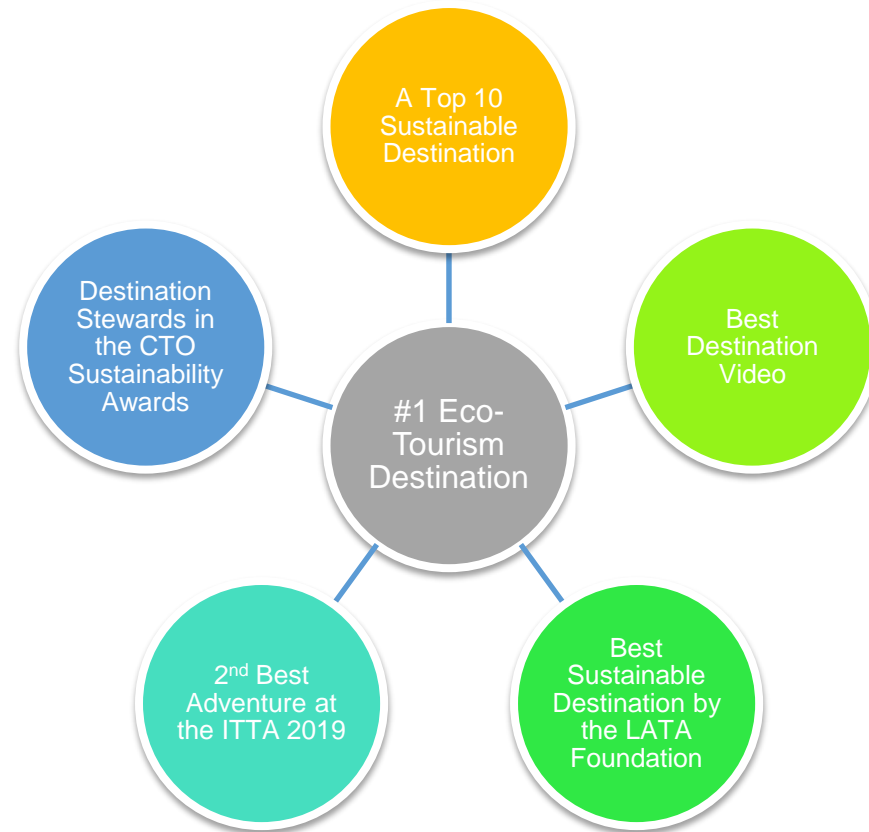 A Top 10
Sustainable
Destination
Destination
Stewards in
the CTO
Sustainability
Awards
Best
Destination
Video
#1 Eco-
Tourism
Destination
2nd Best
Adventure at
the ITTA 2019
Best
Sustainable
Destination by
the LATA
Foundation